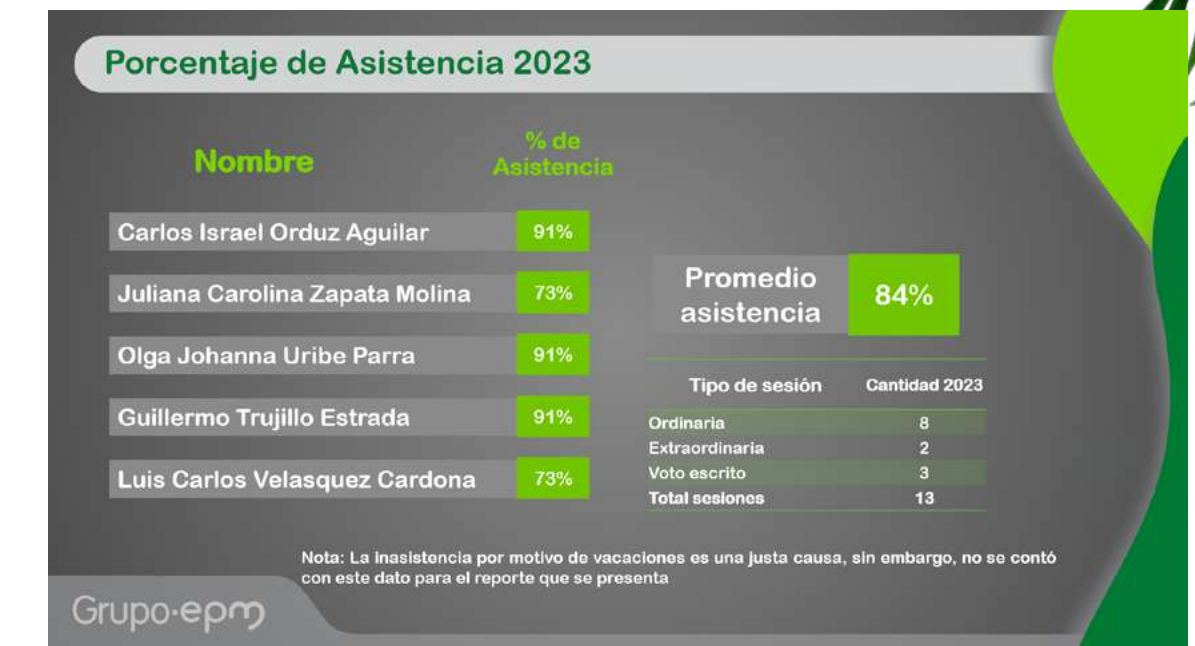 Porcentaje de Asistencia 2023
Nombre
% de
Asistencia
Carlos Israel Orduz Aguilar 91%
Juliana Carolina Zapata Molina 73%
Olga Johanna Uribe Parra 91%
Guillermo Trujillo Estrada 91%
Luis Carlos Velasquez Cardona 73%
Promedio
asistencia
84%
Tipo de sesión Cantidad 2023
Ordinaria 8
Extraordinaria 2
Voto escrito 3
Total sesiones 13
Nota: La inasistencia por motivo de vacaciones es una justa causa, sin embargo, no se contó
con este dato para el reporte que se presenta
Grupo·epm